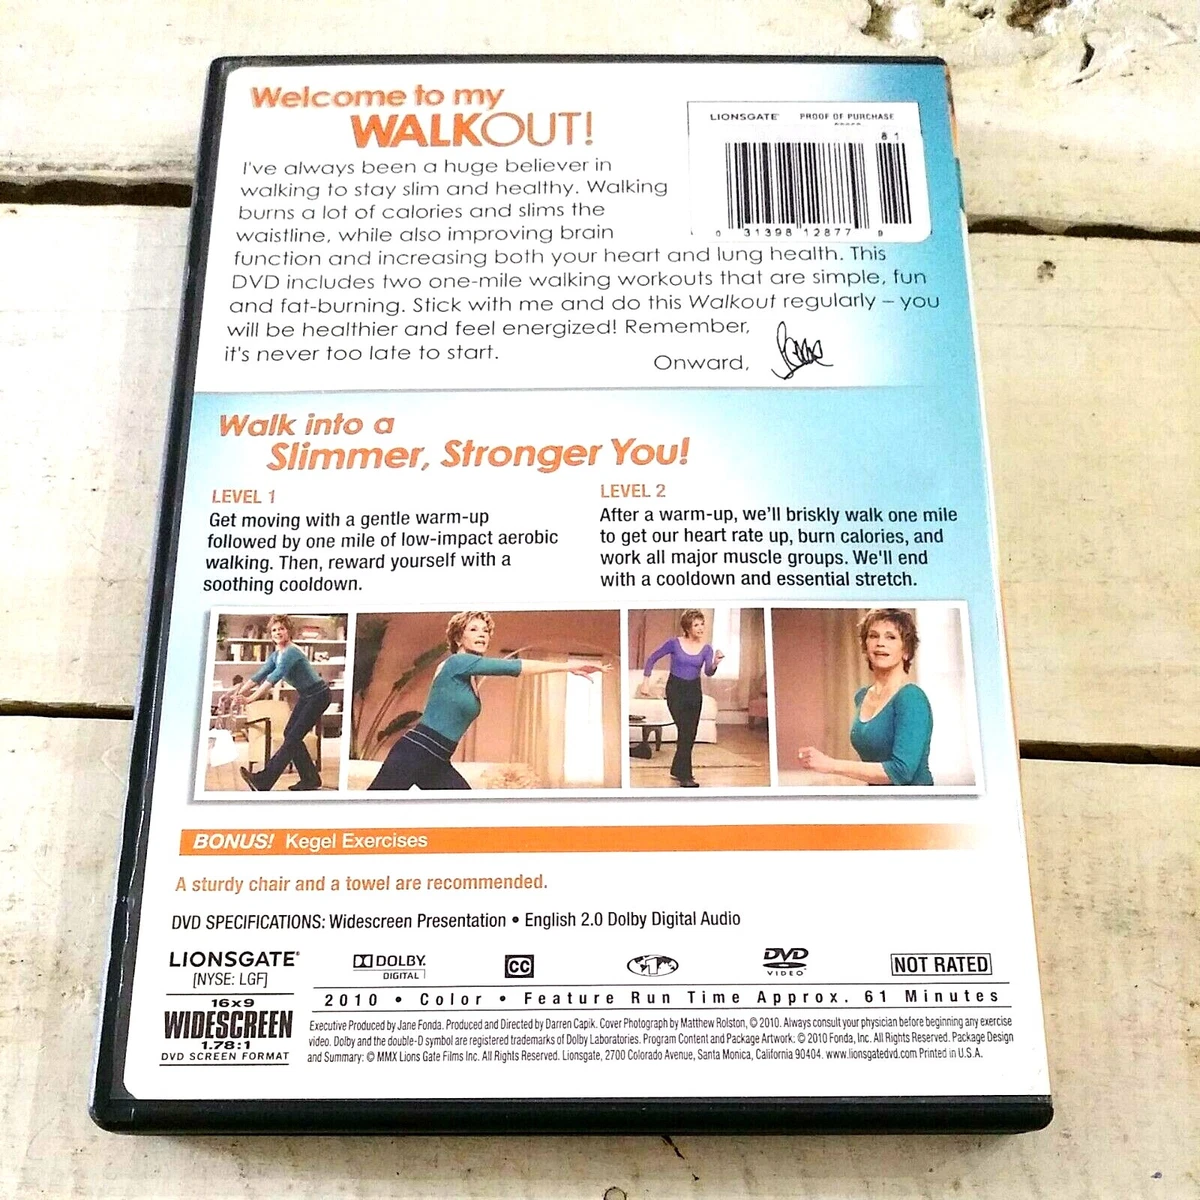 Welcome to my
WALKOUT!
I've always been a huge believer in
walking to stay slim and healthy. Walking
burns a lot of calories and slims the
waistline, while also improving brain
function and increasing both your heart and lung health. This
DVD includes two one-mile walking workouts that are simple, fun
and fat-burning. Stick with me and do this Walkout regularly – you
will be healthier and feel energized! Remember,
it's never too late to start.
Onward, Jane
LIONSGATE® PROOF OF PURCHASE
81
0 31398 12877 9
Walk into a
Slimmer, Stronger You!
LEVEL 1
Get moving with a gentle warm-up
followed by one mile of low-impact aerobic
walking. Then, reward yourself with a
soothing cooldown.
LEVEL 2
After a warm-up, we'll briskly walk one mile
to get our heart rate up, burn calories, and
work all major muscle groups. We'll end
with a cooldown and essential stretch.
BONUS! Kegel Exercises
A sturdy chair and a towel are recommended.
DVD SPECIFICATIONS: Widescreen Presentation • English 2.0 Dolby Digital Audio
LIONSGATE®
[NYSE: LGF]
DOLBY.
DIGITAL
CC
1
DVD
VIDEO
NOT RATED
16x9
WIDESCREEN
1.78:1
DVD SCREEN FORMAT
2010 • Color • Feature Run Time Approx. 61 Minutes
Executive Produced by Jane Fonda. Produced and Directed by Darren Capik. Cover Photograph by Matthew Rolston, © 2010. Always consult your physician before beginning any exercise
video. Dolby and the double-D symbol are registered trademarks of Dolby Laboratories. Program Content and Package Artwork: © 2010 Fonda, Inc. All Rights Reserved. Package Design
and Summary: © MMX Lions Gate Films Inc. All Rights Reserved. Lionsgate, 2700 Colorado Avenue, Santa Monica, California 90404. www.lionsgatedvd.com Printed in U.S.A.